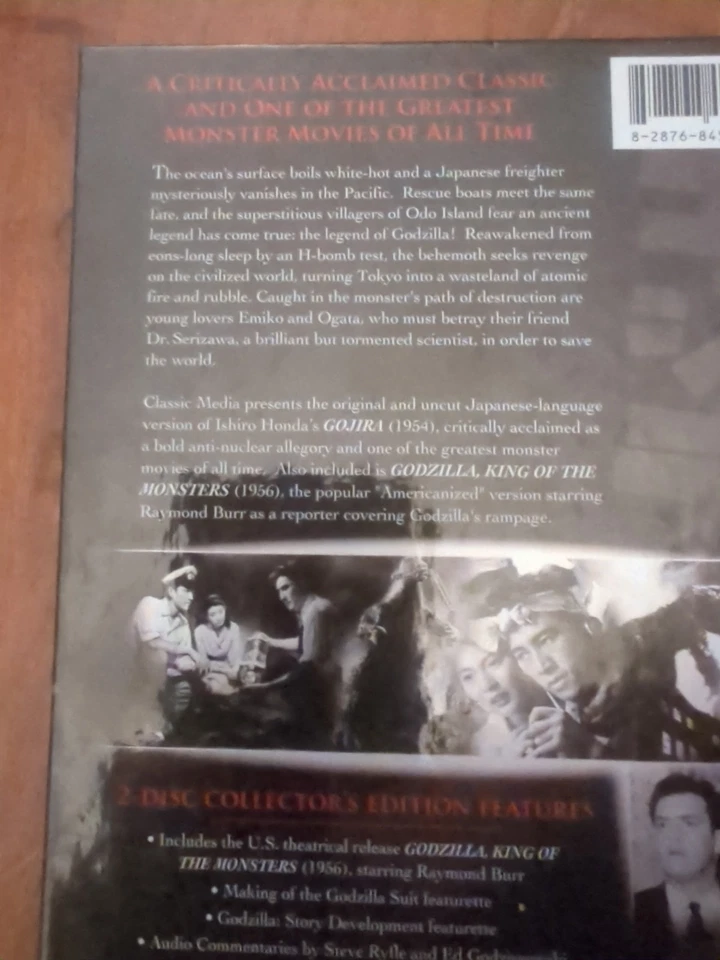 A CRITICALLY ACCLAIMED CLASSIC
AND ONE OF THE GREATEST
MONSTER MOVIES OF ALL TIME
8-2876-84
The ocean's surface boils white-hot and a Japanese freighter
mysteriously vanishes in the Pacific. Rescue boats meet the same
fate, and the superstitious villagers of Odo Island fear an ancient
legend has come true: the legend of Godzilla! Reawakened from
eons-long sleep by an H-bomb test, the behemoth seeks revenge
on the civilized world, turning Tokyo into a wasteland of atomic
fire and rubble. Caught in the monster's path of destruction are
young lovers Emiko and Ogata, who must betray their friend
Dr. Serizawa, a brilliant but tormented scientist, in order to save
the world.
Classic Media presents the original and uncut Japanese-language
version of Ishiro Honda's GOJIRA (1954), critically acclaimed as
a bold anti-nuclear allegory and one of the greatest monster
movies of all time. Also included is GODZILLA, KING OF THE
MONSTERS (1956), the popular "Americanized" version starring
Raymond Burr as a reporter covering Godzilla's rampage.
2-DISC COLLECTOR'S EDITION FEATURES
• Includes the U.S. theatrical release GODZILLA, KING OF
THE MONSTERS (1956), starring Raymond Burr
• Making of the Godzilla Suit featurette
• Godzilla: Story Development featurette
• Audio Commentaries by Steve Ryfle and Ed